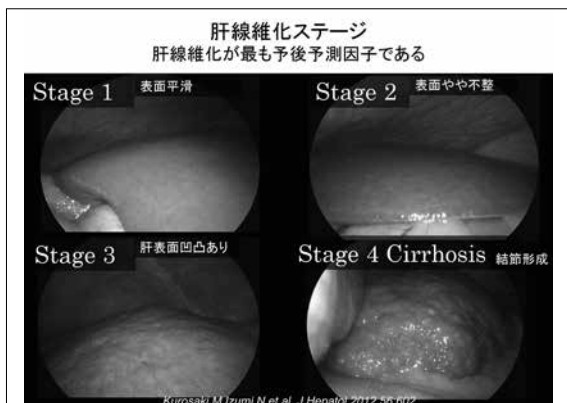 肝線維化ステージ
肝線維化が最も予後予測因子である
Stage 1 表面平滑
Stage 2 表面やや不整
Stage 3 肝表面凹凸あり
Stage 4 Cirrhosis 結節形成
Kurosaki M,Izumi N et al. J Hepatol 2012,56:602